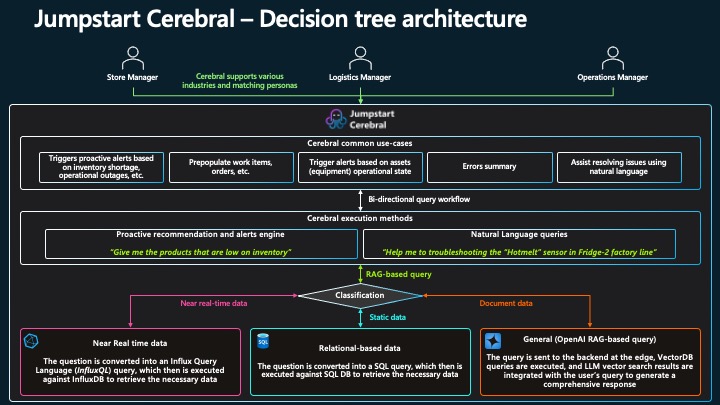 Jumpstart Cerebral – Decision tree architecture
Store Manager
Cerebral supports various
industries and matching personas
Logistics Manager
Operations Manager
Jumpstart
Cerebral
Cerebral common use-cases
Triggers proactive alerts based
on inventory shortage,
operational outages, etc.
Prepopulate work items,
orders, etc.
Trigger alerts based on assets
(equipment) operational state
Errors summary
Assist resolving issues using
natural language
Bi-directional query workflow
Cerebral execution methods
Proactive recommendation and alerts engine
"Give me the products that are low on inventory"
Natural Language queries
"Help me to troubleshooting the "Hotmelt" sensor in Fridge-2 factory line"
RAG-based query
Classification
Near real-time data
Document data
Static data
Near Real time data
The question is converted into an Influx Query
Language (InfluxQL) query, which then is executed
against InfluxDB to retrieve the necessary data
SQL
Relational-based data
The question is converted into a SQL query, which then is
executed against SQL DB to retrieve the necessary data
General (OpenAI RAG-based query)
The query is sent to the backend at the edge, VectorDB
queries are executed, and LLM vector search results are
integrated with the user's query to generate a
comprehensive response